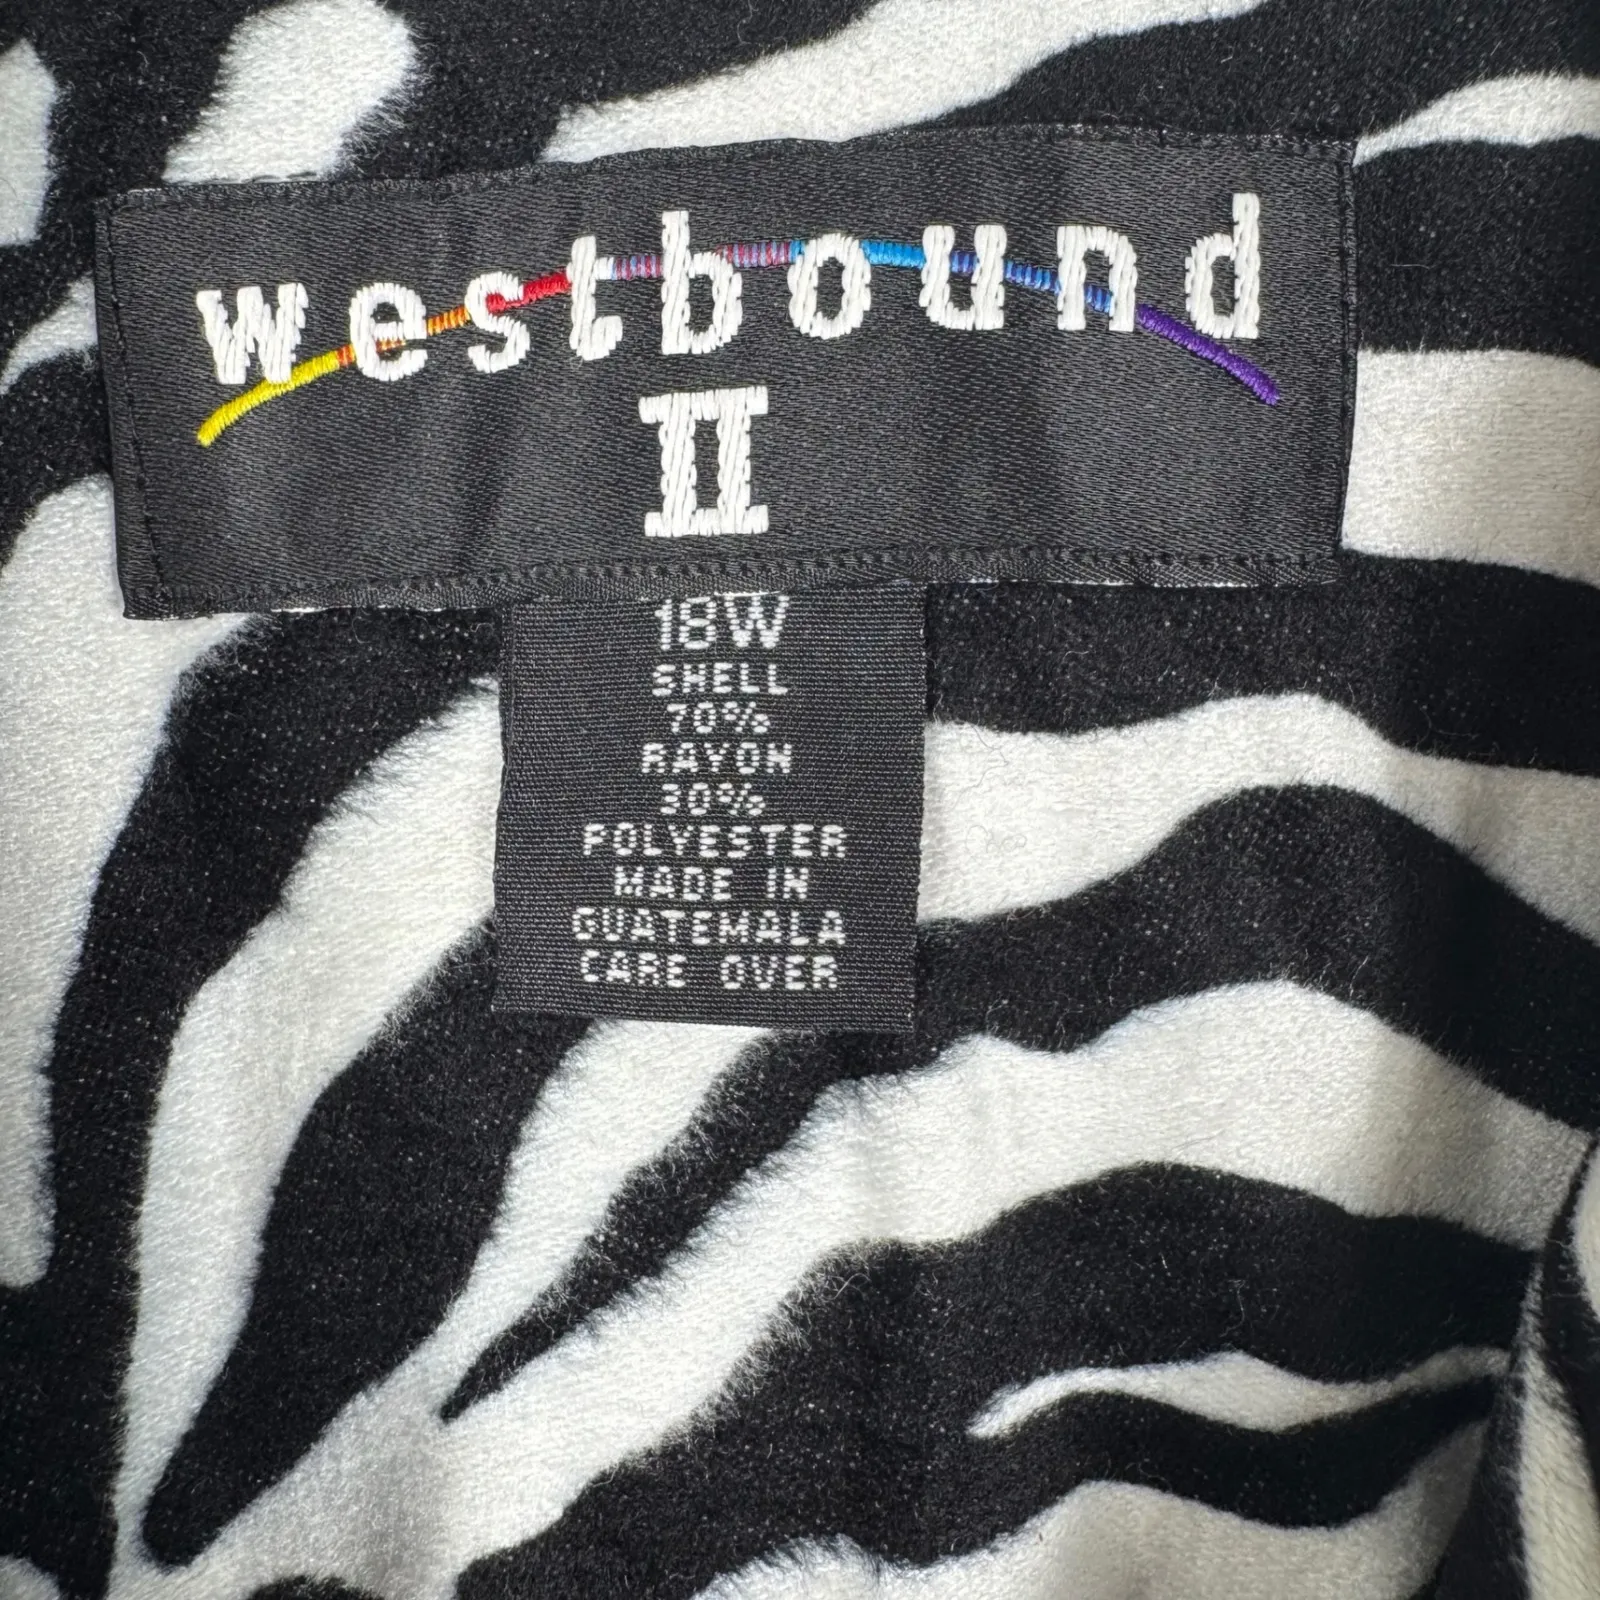 westbound
II
18W
SHELL
70%
RAYON
30%
POLYESTER
MADE IN
GUATEMALA
CARE OVER